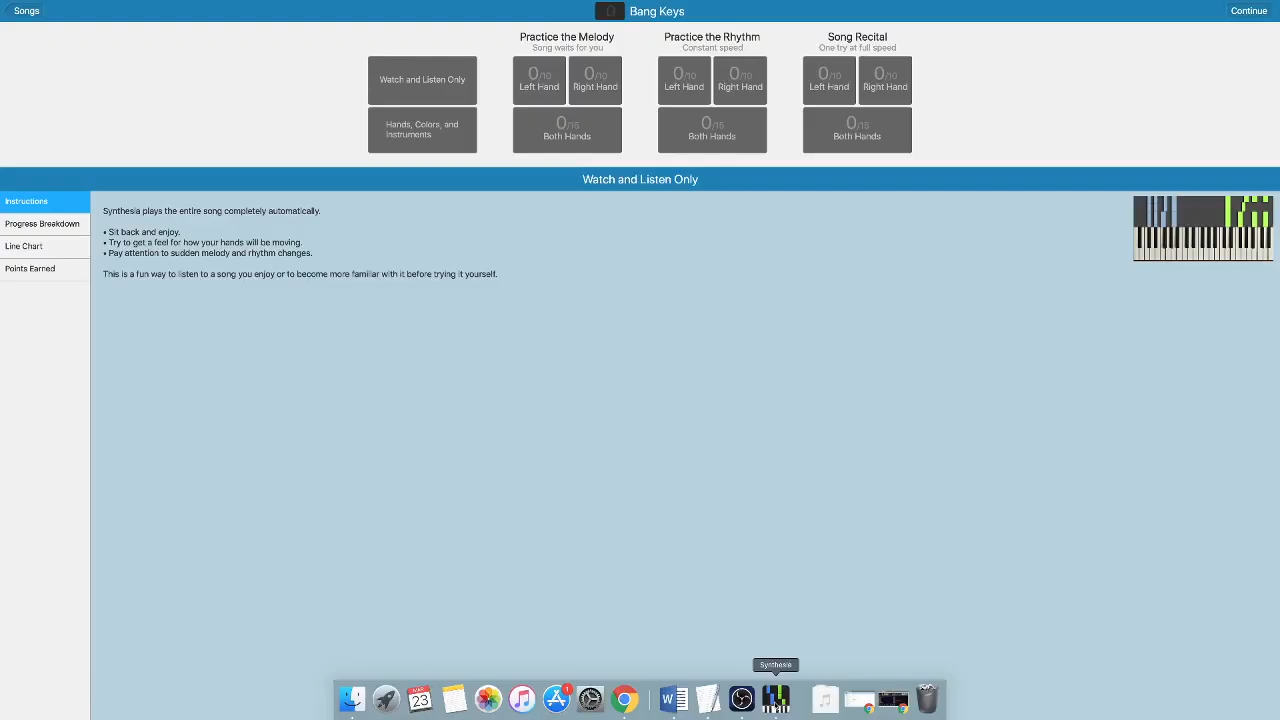 Songs
0 Bang Keys
Continue
Practice the Melody
Song waits for you
Practice the Rhythm
Constant speed
Song Recital
One try at full speed
Watch and Listen Only
0/10
Left Hand
0/10
Right Hand
0/10
Left Hand
0/10
Right Hand
0/10
Left Hand
0/10
Right Hand
Hands, Colors, and
Instruments
0/15
Both Hands
0/15
Both Hands
0/15
Both Hands
Watch and Listen Only
Instructions
Progress Breakdown
Line Chart
Points Earned
Synthesia plays the entire song completely automatically.
• Sit back and enjoy.
• Try to get a feel for how your hands will be moving.
• Pay attention to sudden melody and rhythm changes.
This is a fun way to listen to a song you enjoy or to become more familiar with it before trying it yourself.
Synthesia
MAR
23
1
W